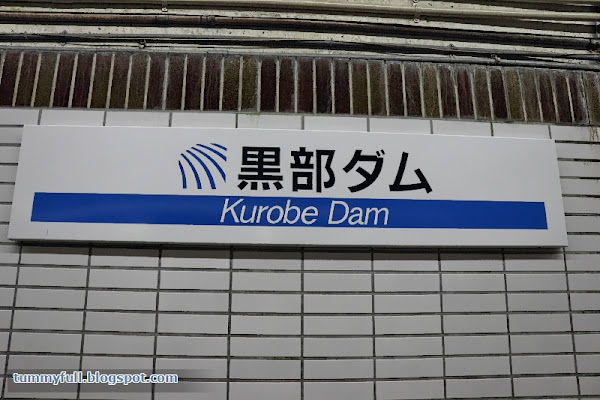 黒部ダム
Kurobe Dam
tummyfull.blogspot.com